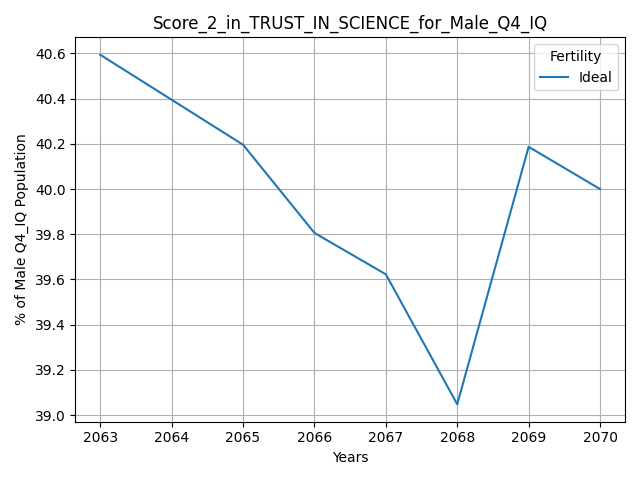 Score_2_in_TRUST_IN_SCIENCE_for_Male_Q4_IQ
Fertility
Ideal
% of Male Q4_IQ Population
40.6
40.4
40.2
40.0
39.8
39.6
39.4
39.2
39.0
2063 2064 2065 2066 2067 2068 2069 2070
Years